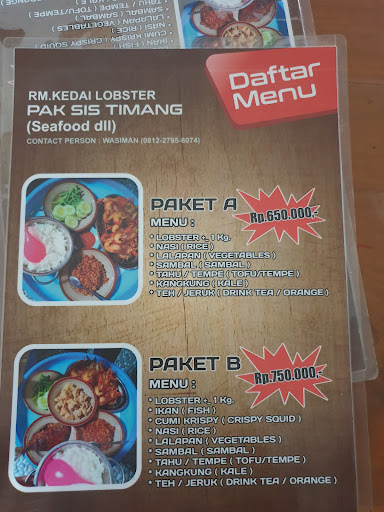 Daftar
Menu
RM.KEDAI LOBSTER
PAK SIS TIMANG
(Seafood dll)
CONTACT PERSON : WASIMAN (0812-2795-8074)
PAKET A
Rp.650.000,-
MENU :
* LOBSTER +- 1 Kg.
* NASI ( RICE )
* LALAPAN ( VEGETABLES )
* SAMBAL ( SAMBAL )
* TAHU / TEMPE ( TOFU/TEMPE )
* KANGKUNG ( KALE )
* TEH / JERUK ( DRINK TEA / ORANGE )
PAKET B
Rp.750.000,-
MENU :
* LOBSTER +- 1 Kg.
* IKAN ( FISH )
* CUMI KRISPY ( CRISPY SQUID )
* NASI ( RICE )
* LALAPAN ( VEGETABLES )
* SAMBAL ( SAMBAL )
* TAHU / TEMPE ( TOFU/TEMPE )
* KANGKUNG ( KALE )
* TEH / JERUK ( DRINK TEA / ORANGE )